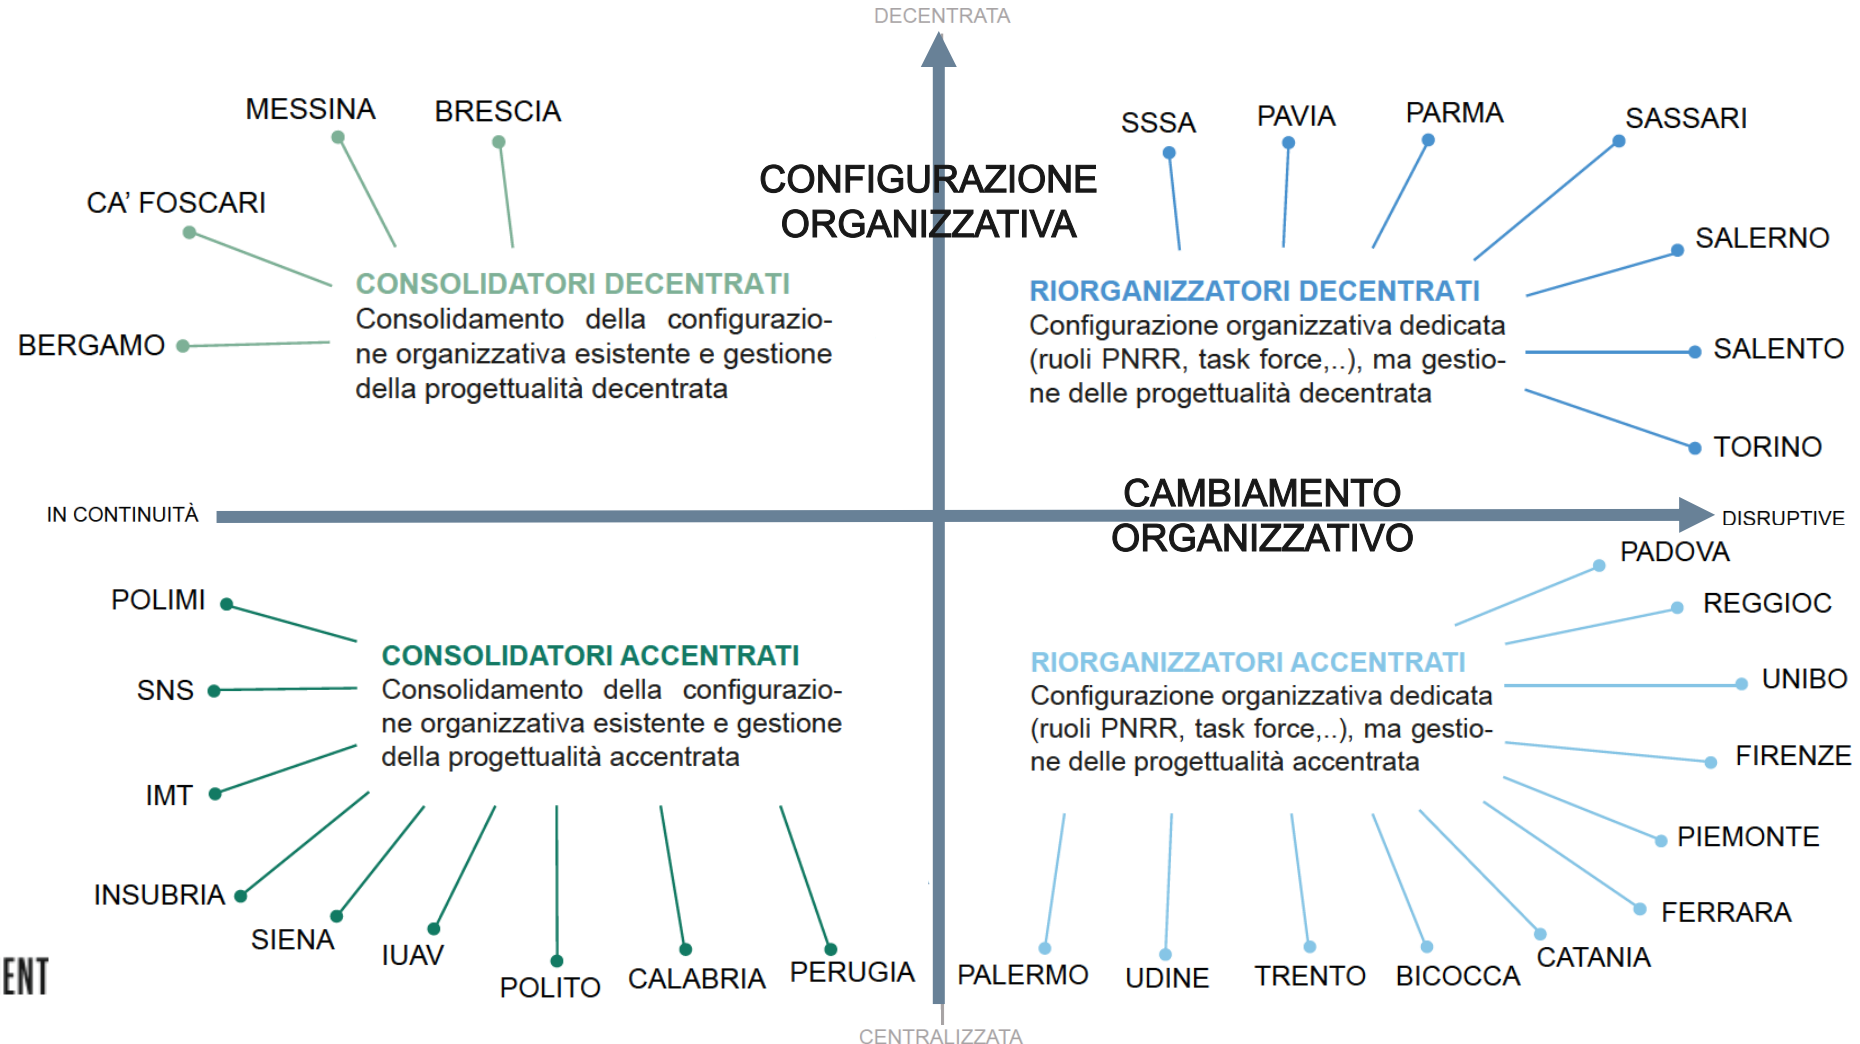 DECENTRATA
MESSINA
BRESCIA
CA’ FOSCARI
BERGAMO
CONSOLIDATORI DECENTRATI
Consolidamento della configurazio-
ne organizzativa esistente e gestione
della progettualità decentrata
CONFIGURAZIONE
ORGANIZZATIVA
SSSA
PAVIA
PARMA
SASSARI
SALERNO
SALENTO
TORINO
RIORGANIZZATORI DECENTRATI
Configurazione organizzativa dedicata
(ruoli PNRR, task force,..), ma gestio-
ne delle progettualità decentrata
IN CONTINUITÀ
CAMBIAMENTO
ORGANIZZATIVO
DISRUPTIVE
POLIMI
SNS
IMT
INSUBRIA
SIENA
IUAV
POLITO
CALABRIA
PERUGIA
CONSOLIDATORI ACCENTRATI
Consolidamento della configurazio-
ne organizzativa esistente e gestione
della progettualità accentrata
PADOVA
REGGIOC
UNIBO
FIRENZE
PIEMONTE
FERRARA
CATANIA
BICOCCA
TRENTO
UDINE
PALERMO
RIORGANIZZATORI ACCENTRATI
Configurazione organizzativa dedicata
(ruoli PNRR, task force,..), ma gestio-
ne delle progettualità accentrata
ENT
CENTRALIZZATA